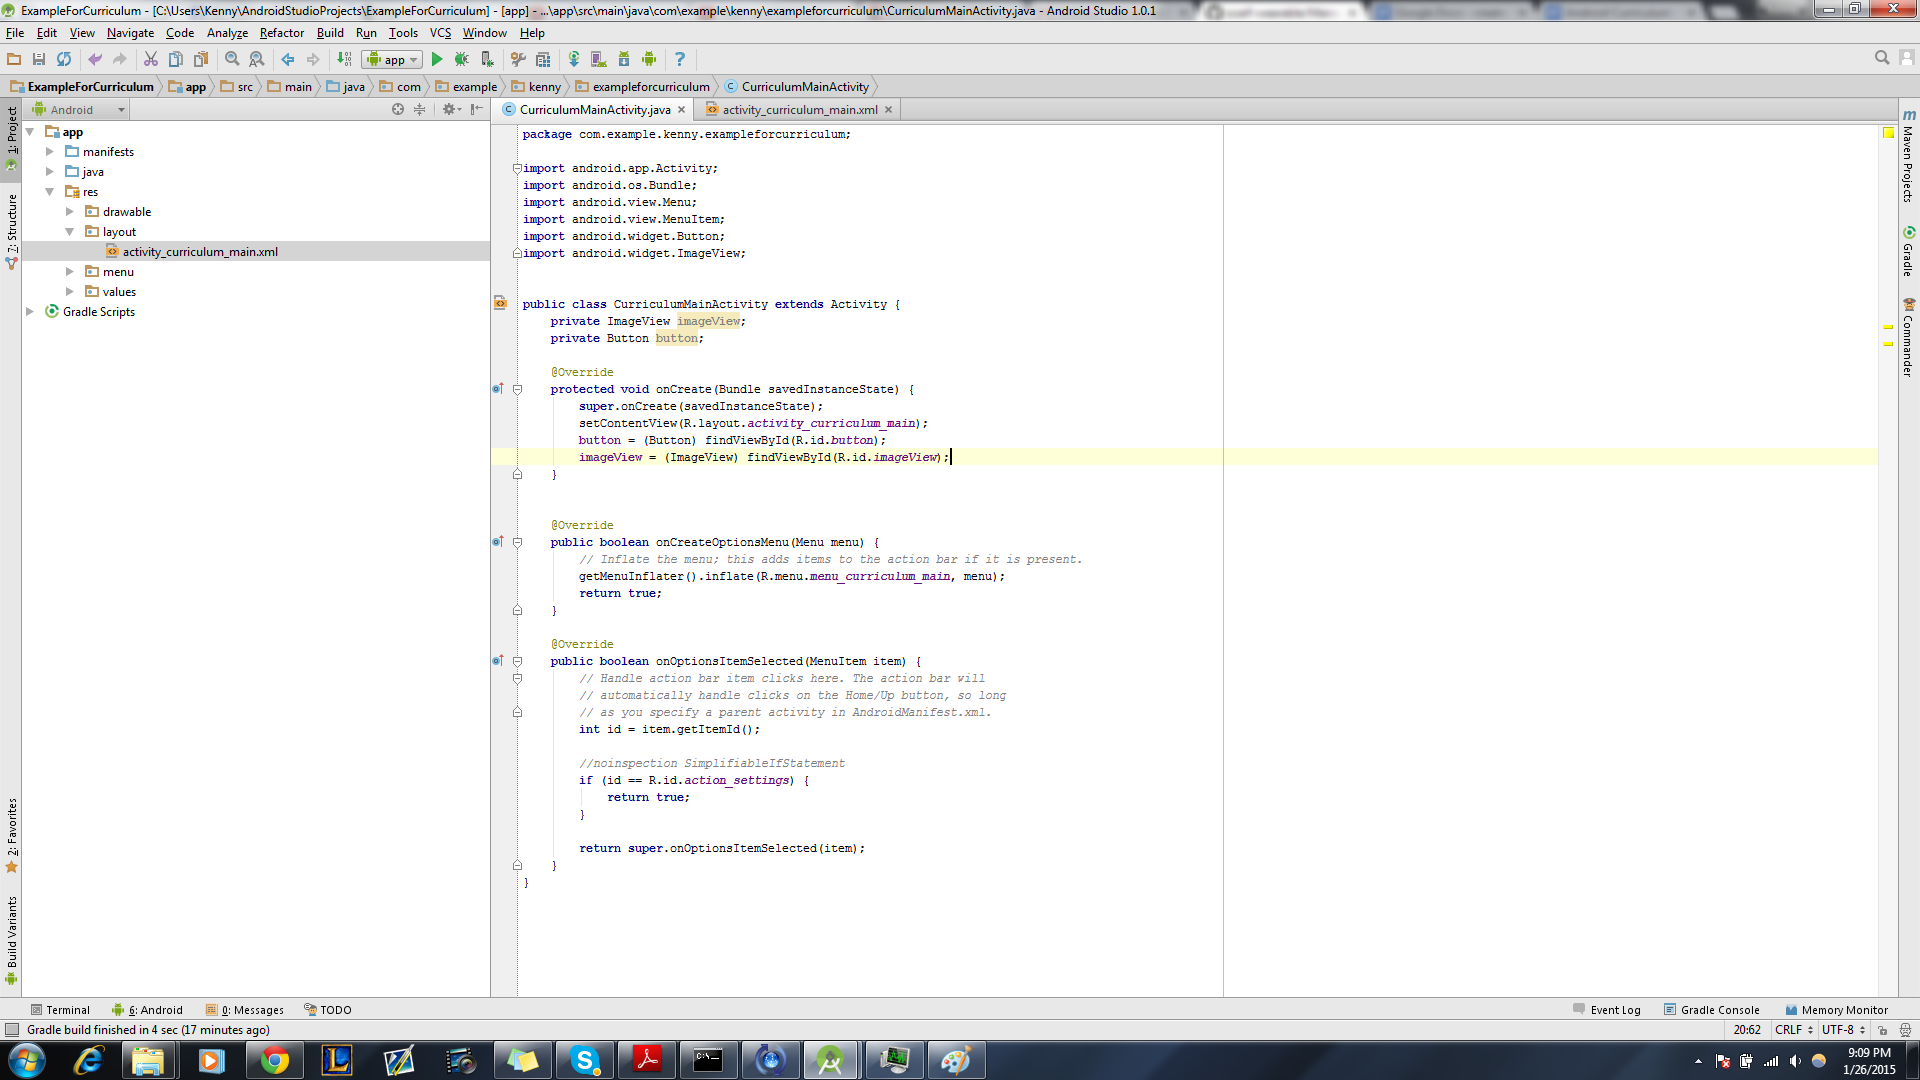 ExampleForCurriculum - [C:\Users\Kenny\AndroidStudioProjects\ExampleForCurriculum] - [app] - ...\app\src\main\java\com\example\kenny\exampleforcurriculum\CurriculumMainActivity.java - Android Studio 1.0.1
File Edit View Navigate Code Analyze Refactor Build Run Tools VCS Window Help
app
ExampleForCurriculum app src main java com example kenny exampleforcurriculum CurriculumMainActivity
Android
CurriculumMainActivity.java activity_curriculum_main.xml
1: Project
7: Structure
2: Favorites
Build Variants
app
manifests
java
res
drawable
layout
activity_curriculum_main.xml
menu
values
Gradle Scripts
package com.example.kenny.exampleforcurriculum;
import android.app.Activity;
import android.os.Bundle;
import android.view.Menu;
import android.view.MenuItem;
import android.widget.Button;
import android.widget.ImageView;
public class CurriculumMainActivity extends Activity {
private ImageView imageView;
private Button button;
@Override
protected void onCreate(Bundle savedInstanceState) {
super.onCreate(savedInstanceState);
setContentView(R.layout.activity_curriculum_main);
button = (Button) findViewById(R.id.button);
imageView = (ImageView) findViewById(R.id.imageView);
}
@Override
public boolean onCreateOptionsMenu(Menu menu) {
// Inflate the menu; this adds items to the action bar if it is present.
getMenuInflater().inflate(R.menu.menu_curriculum_main, menu);
return true;
}
@Override
public boolean onOptionsItemSelected(MenuItem item) {
// Handle action bar item clicks here. The action bar will
// automatically handle clicks on the Home/Up button, so long
// as you specify a parent activity in AndroidManifest.xml.
int id = item.getItemId();
//noinspection SimplifiableIfStatement
if (id == R.id.action_settings) {
return true;
}
return super.onOptionsItemSelected(item);
}
}
Maven Projects
Gradle
Commander
Terminal 6: Android 0: Messages TODO Event Log Gradle Console Memory Monitor
Gradle build finished in 4 sec (17 minutes ago) 20:62 CRLF UTF-8
9:09 PM
1/26/2015